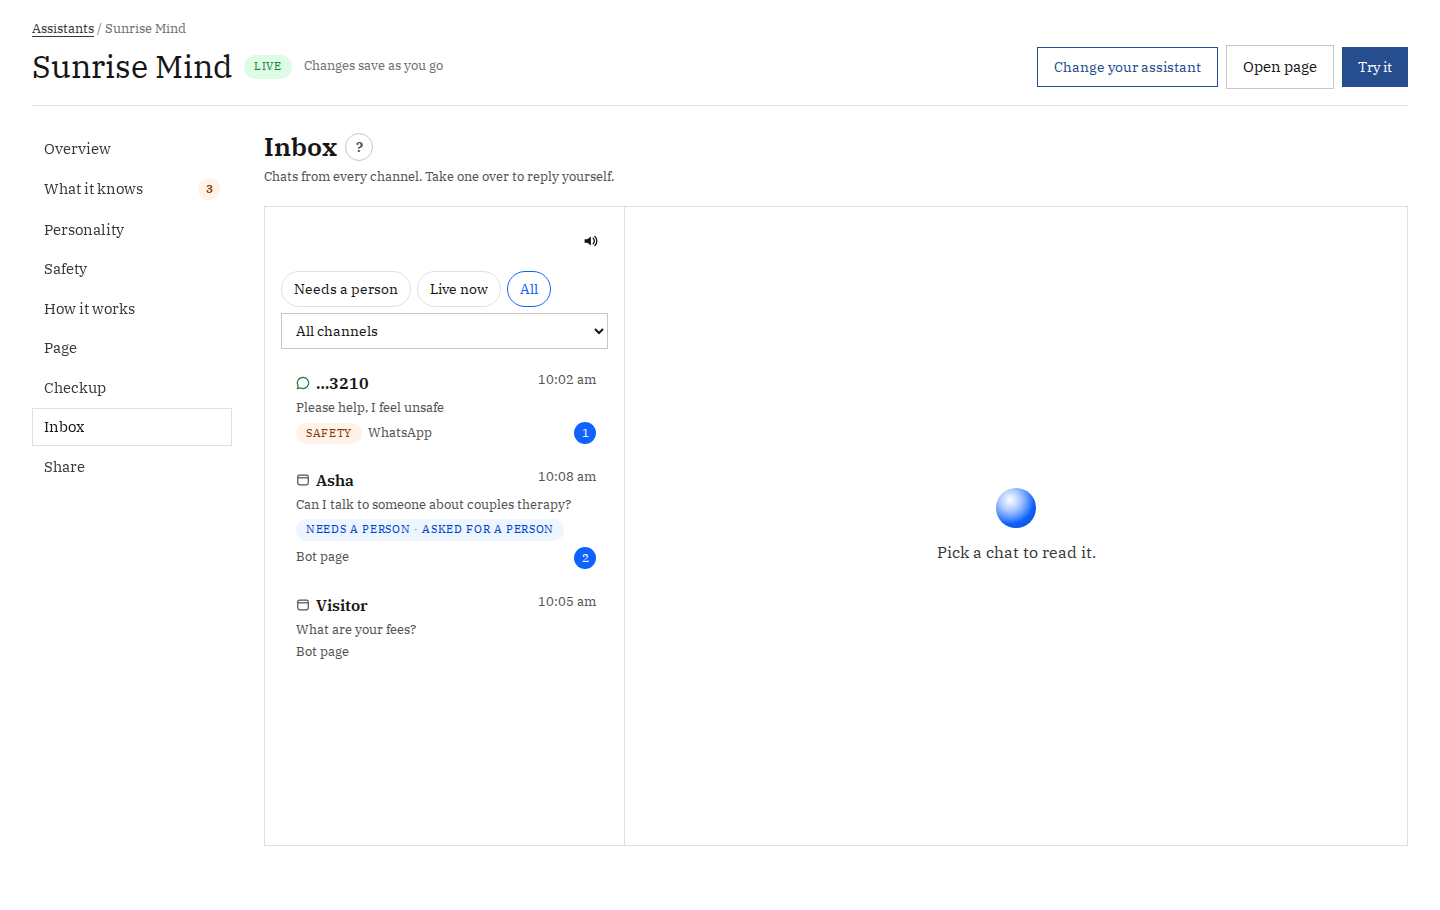 Assistants / Sunrise Mind
Sunrise Mind LIVE Changes save as you go
Change your assistant Open page Try it
Overview
What it knows 3
Personality
Safety
How it works
Page
Checkup
Inbox
Share
Inbox ?
Chats from every channel. Take one over to reply yourself.
Needs a person Live now All
All channels
...3210 10:02 am
Please help, I feel unsafe
SAFETY WhatsApp 1
Asha 10:08 am
Can I talk to someone about couples therapy?
NEEDS A PERSON · ASKED FOR A PERSON
Bot page 2
Visitor 10:05 am
What are your fees?
Bot page
Pick a chat to read it.